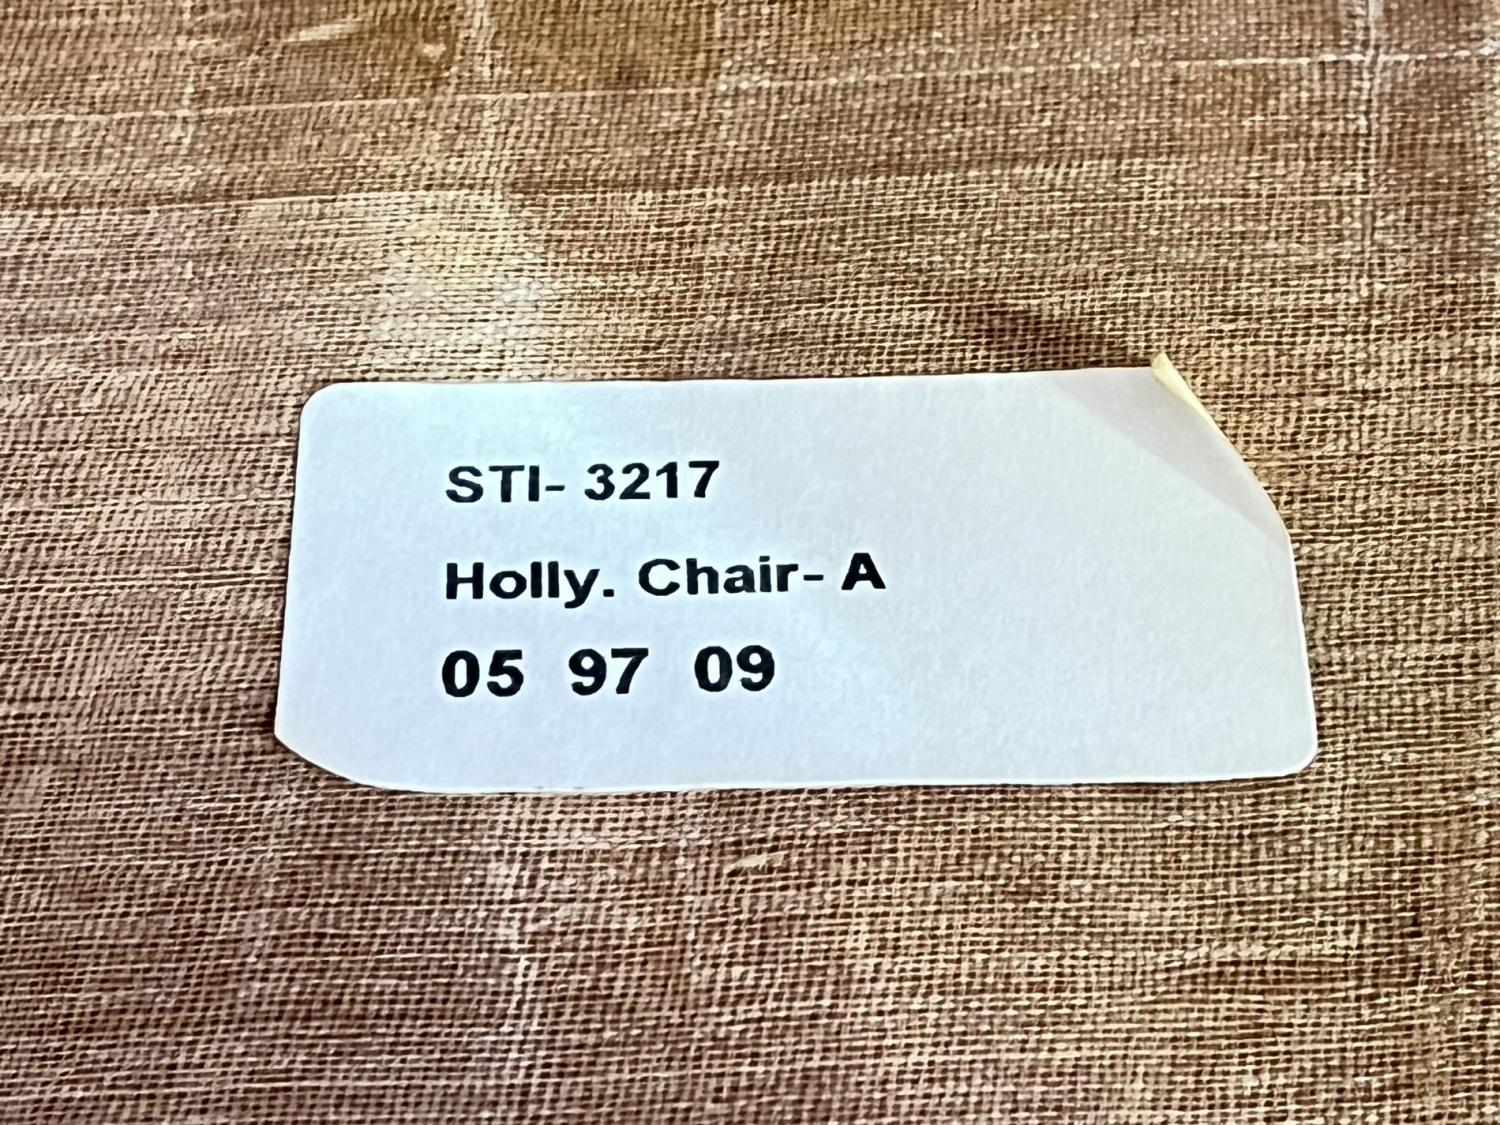 STI- 3217
Holly. Chair- A
05 97 09